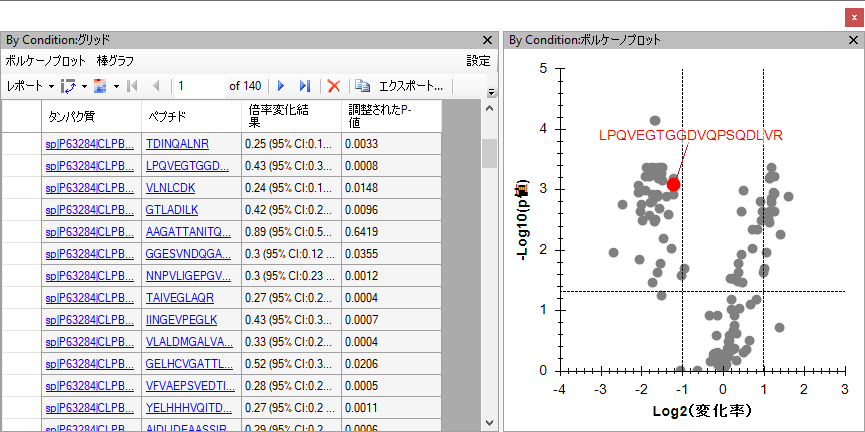 By Condition:グリッド
ボルケーノプロット 棒グラフ 設定
レポート 1 of 140 エクスポート...
タンパク質 ペプチド 倍率変化結果 調整されたP-値
sp|P63284|CLPB... TDINQALNR 0.25 (95% CI:0.1... 0.0033
sp|P63284|CLPB... LPQVEGTGGD... 0.43 (95% CI:0.3... 0.0008
sp|P63284|CLPB... VLNLCDK 0.24 (95% CI:0.1... 0.0148
sp|P63284|CLPB... GTLADILK 0.42 (95% CI:0.2... 0.0096
sp|P63284|CLPB... AAGATTANITQ... 0.89 (95% CI:0.5... 0.6419
sp|P63284|CLPB... GGESVNDQGA... 0.3 (95% CI:0.12 ... 0.0355
sp|P63284|CLPB... NNPVLIGEPGV... 0.3 (95% CI:0.23 ... 0.0012
sp|P63284|CLPB... TAIVEGLAQR 0.27 (95% CI:0.2... 0.0004
sp|P63284|CLPB... IINGEVPEGLK 0.43 (95% CI:0.3... 0.0007
sp|P63284|CLPB... VLALDMGALVA... 0.33 (95% CI:0.2... 0.0004
sp|P63284|CLPB... GELHCVGATTL... 0.52 (95% CI:0.3... 0.0206
sp|P63284|CLPB... VFVAEPSVEDTI... 0.28 (95% CI:0.2... 0.0005
sp|P63284|CLPB... YELHHHVQITD... 0.27 (95% CI:0.2... 0.0011
sp|P63284|CLPB... AIDLIDEAASSIR 0.29 (95% CI:0.2... 0.0006
By Condition:ボルケーノプロット
LPQVEGTGGDVQPSQDLVR
-Log10(p値)
5
4
3
2
1
0
-4 -3 -2 -1 0 1 2 3
Log2(変化率)